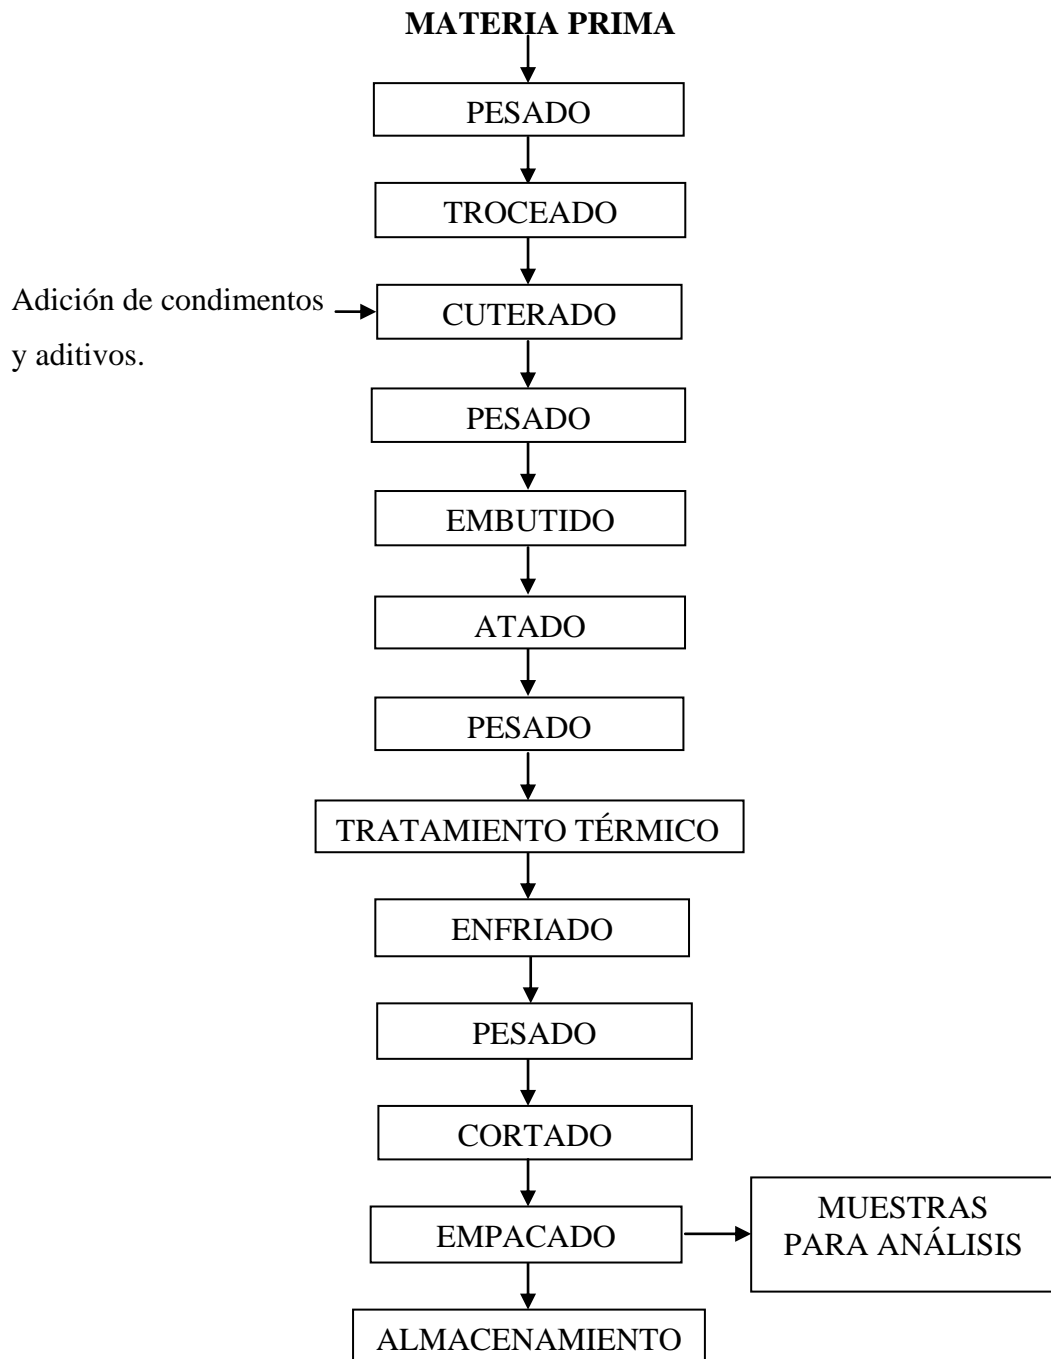 MATERIA PRIMA
PESADO
TROCEADO
Adición de condimentos
y aditivos.
CUTERADO
PESADO
EMBUTIDO
ATADO
PESADO
TRATAMIENTO TÉRMICO
ENFRIADO
PESADO
CORTADO
EMPACADO
MUESTRAS
PARA ANÁLISIS
ALMACENAMIENTO